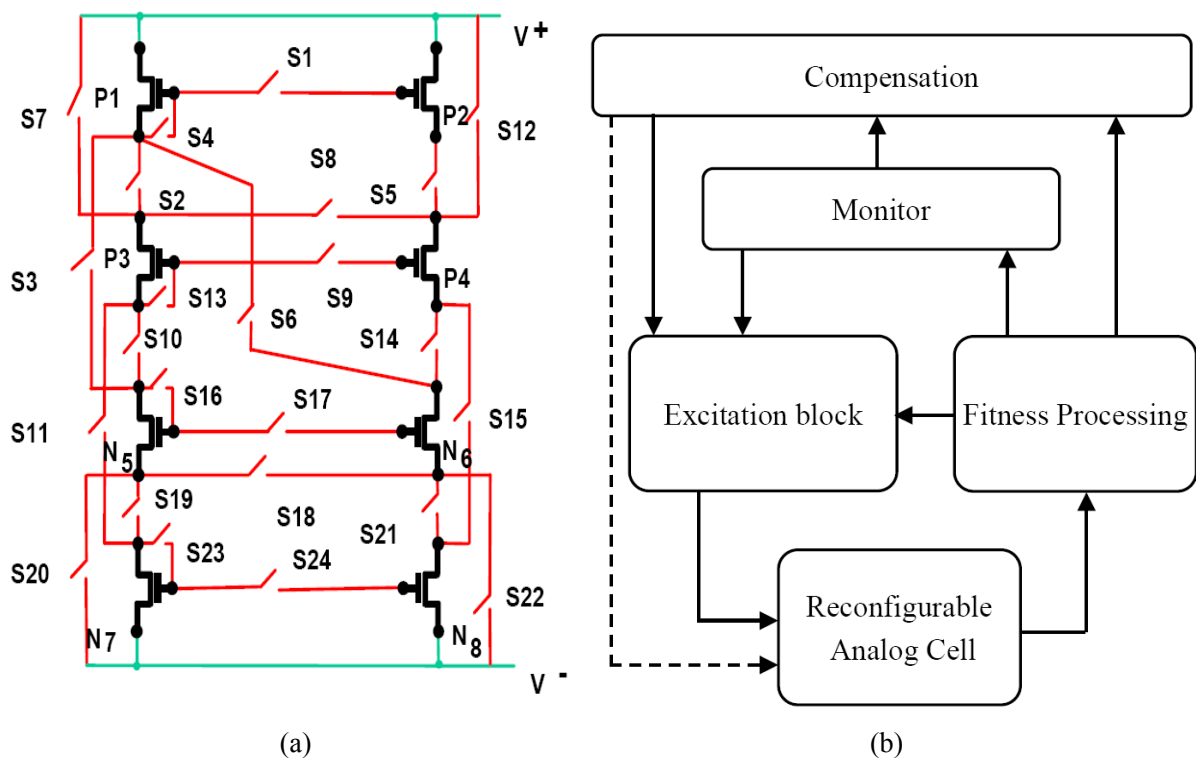 V+
S1
P1
S7
P2
S12
S4
S8
S2
S5
P3
P4
S3
S13
S9
S6
S10
S14
S16
S17
S15
S11
N5
N6
S19
S18
S21
S20
S23
S24
S22
N7
N8
V-
(a)
Compensation
Monitor
Excitation block
Fitness Processing
Reconfigurable
Analog Cell
(b)